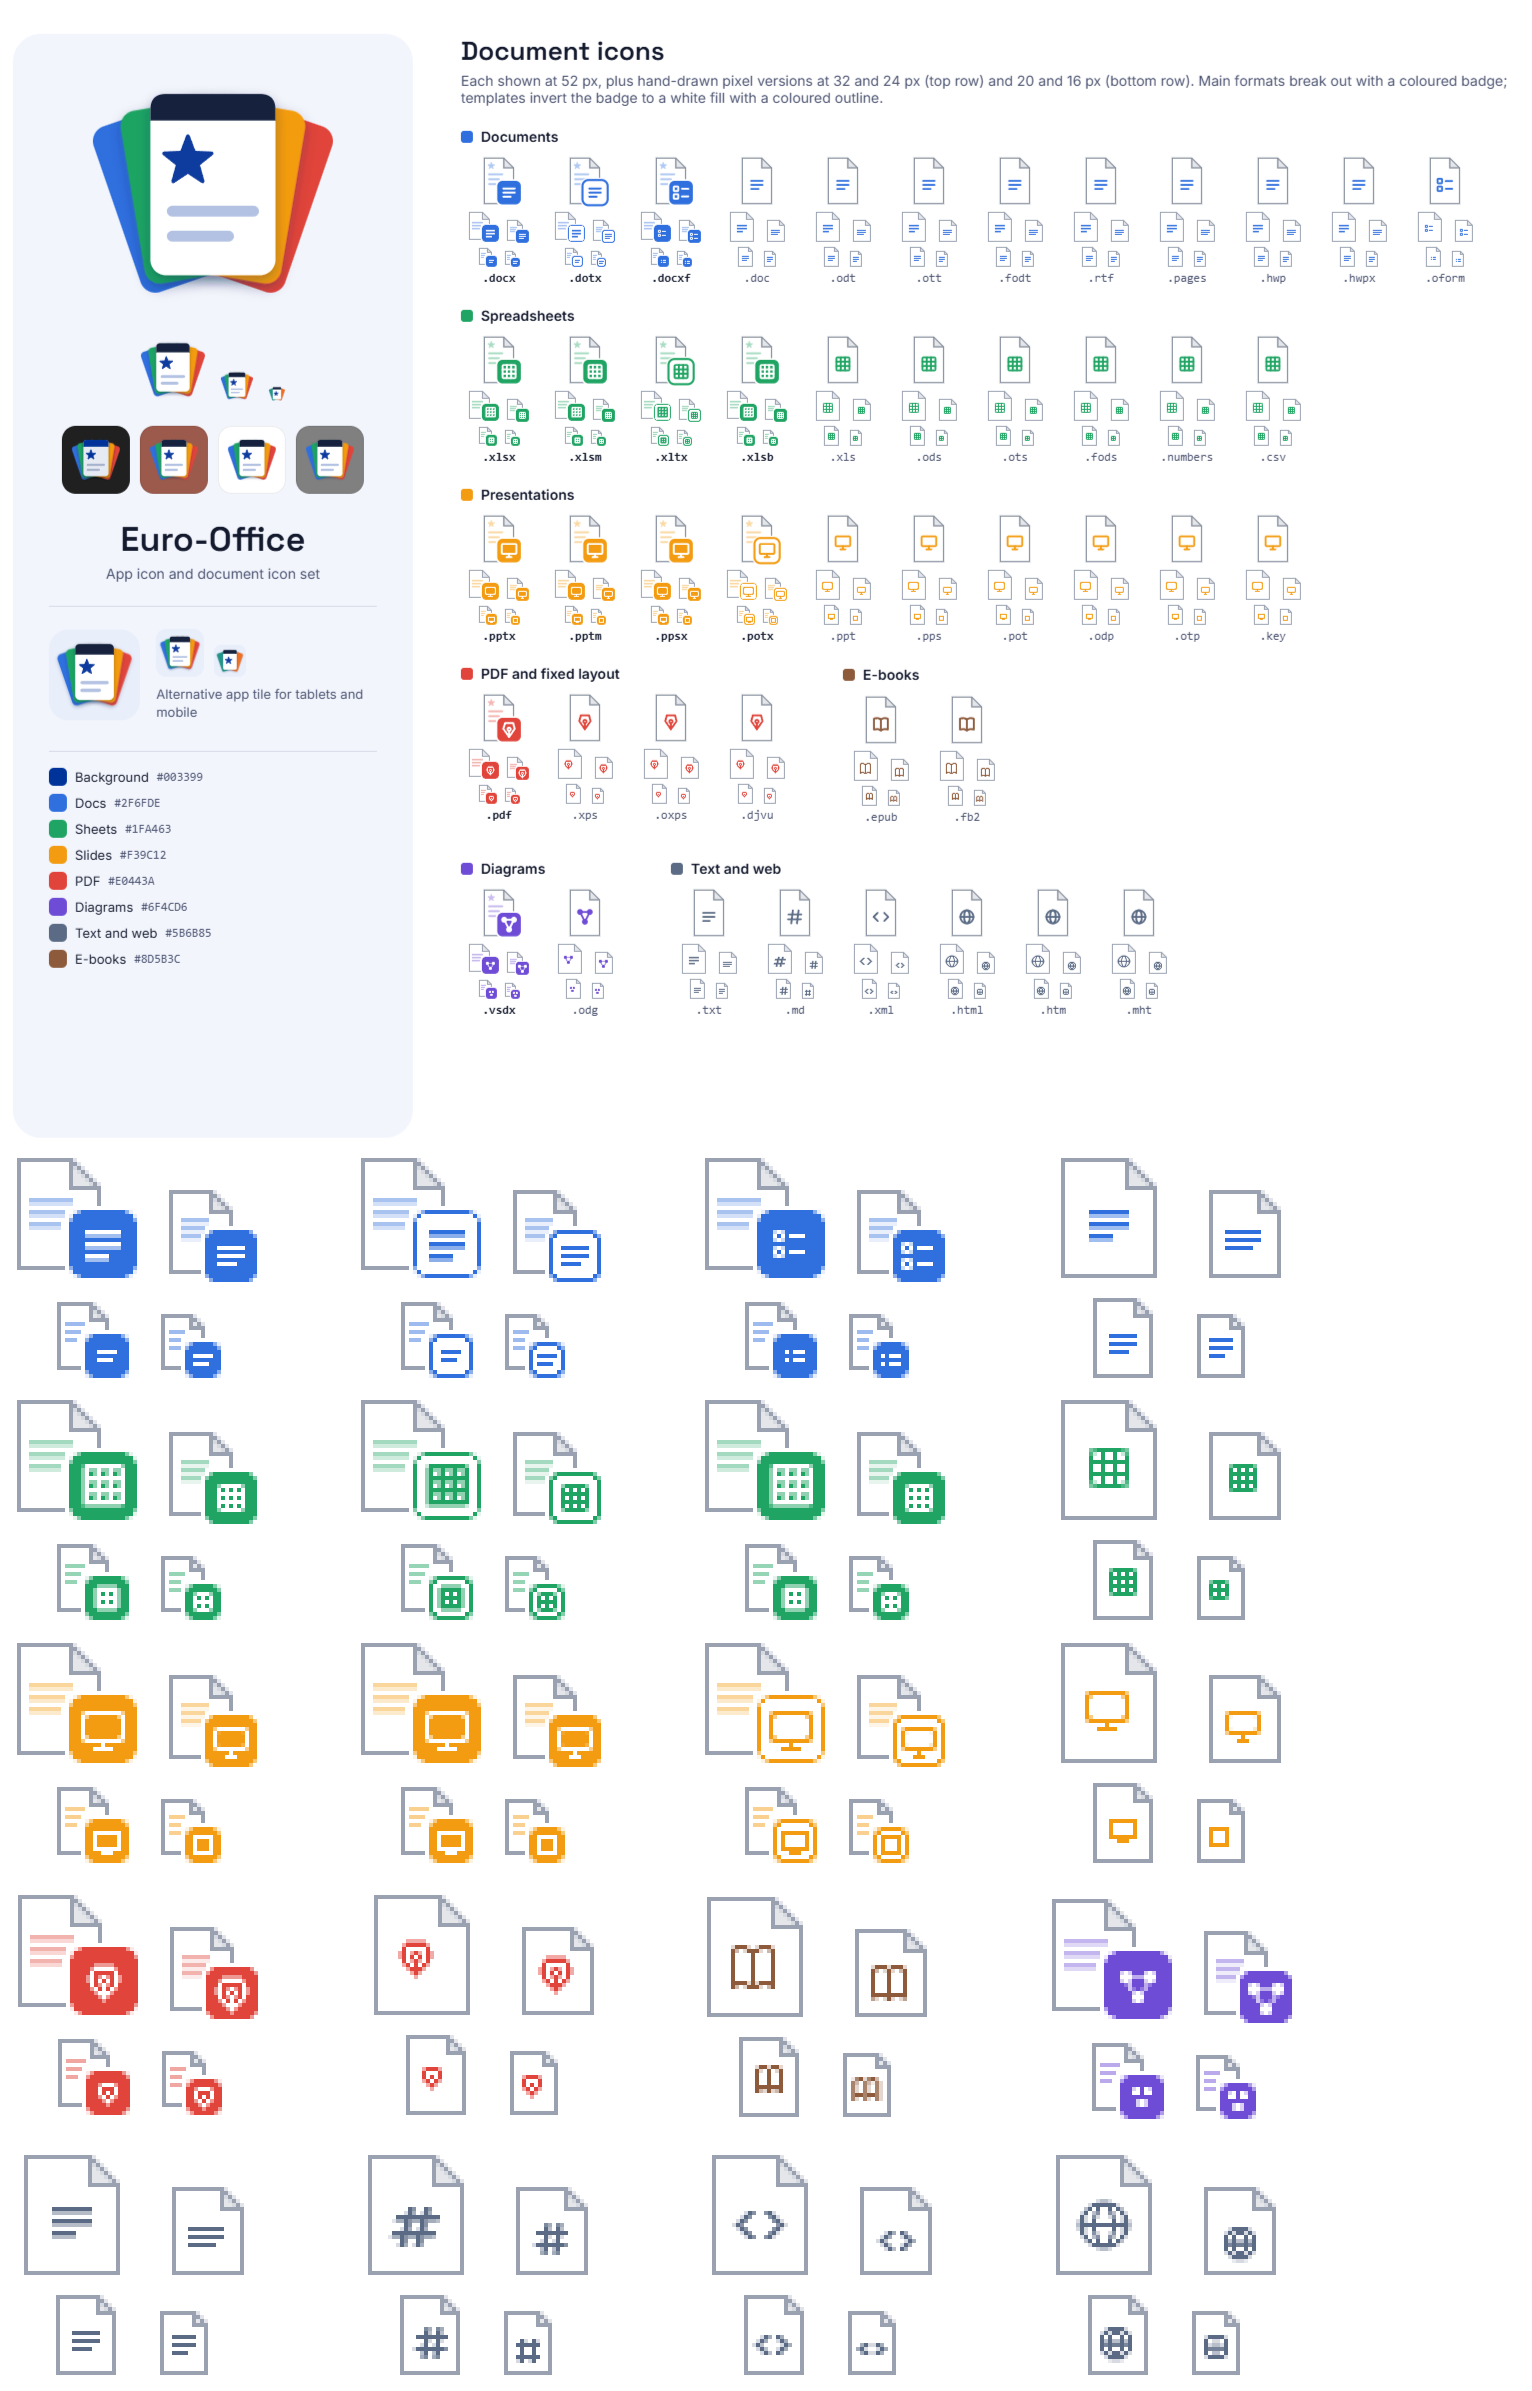 Euro-Office
App icon and document icon set
Alternative app tile for tablets and
mobile
Background #003399
Docs #2F6FDE
Sheets #1FA463
Slides #F39C12
PDF #E0443A
Diagrams #6F4CD6
Text and web #5B6B85
E-books #8D5B3C
Document icons
Each shown at 52 px, plus hand-drawn pixel versions at 32 and 24 px (top row) and 20 and 16 px (bottom row). Main formats break out with a coloured badge;
templates invert the badge to a white fill with a coloured outline.
Documents
.docx .dotx .docxf .doc .odt .ott .fodt .rtf .pages .hwp .hwpx .oform
Spreadsheets
.xlsx .xlsm .xltx .xlsb .xls .ods .ots .fods .numbers .csv
Presentations
.pptx .pptm .ppsx .potx .ppt .pps .pot .odp .otp .key
PDF and fixed layout
.pdf .xps .oxps .djvu
E-books
.epub .fb2
Diagrams
.vsdx .odg
Text and web
.txt .md .xml .html .htm .mht